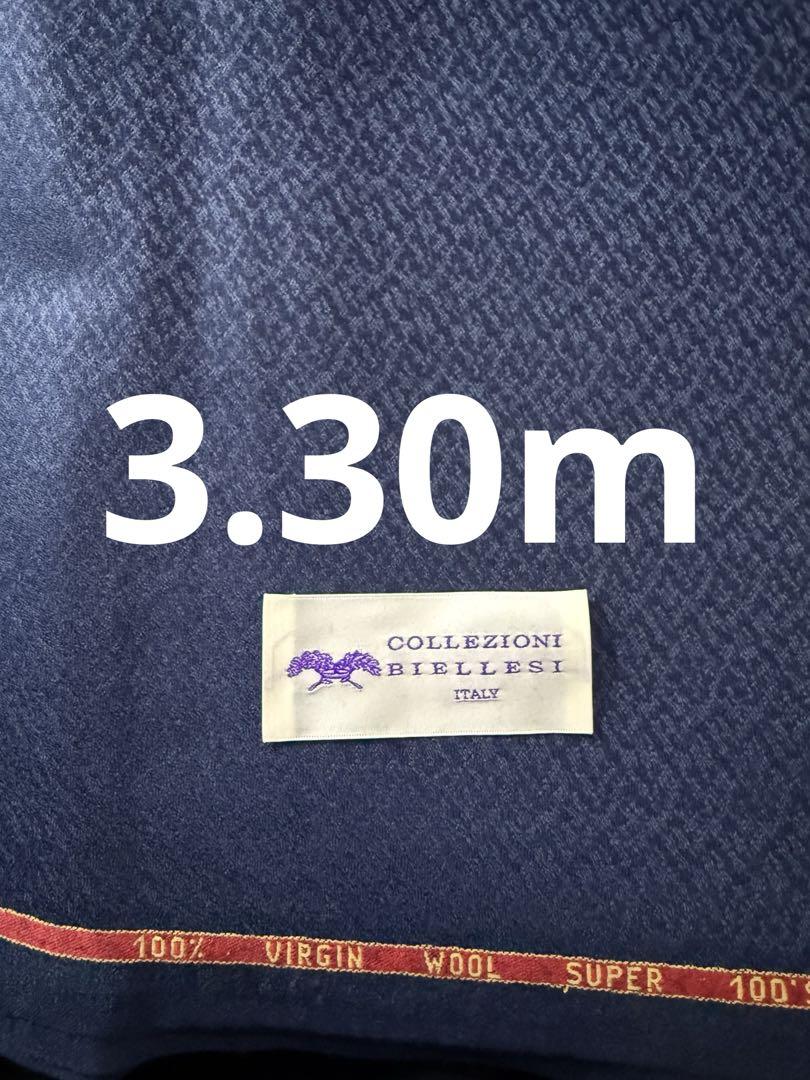 3.30m
COLLEZIONI
BIELLESI
ITALY
100% VIRGIN WOOL SUPER 100'S